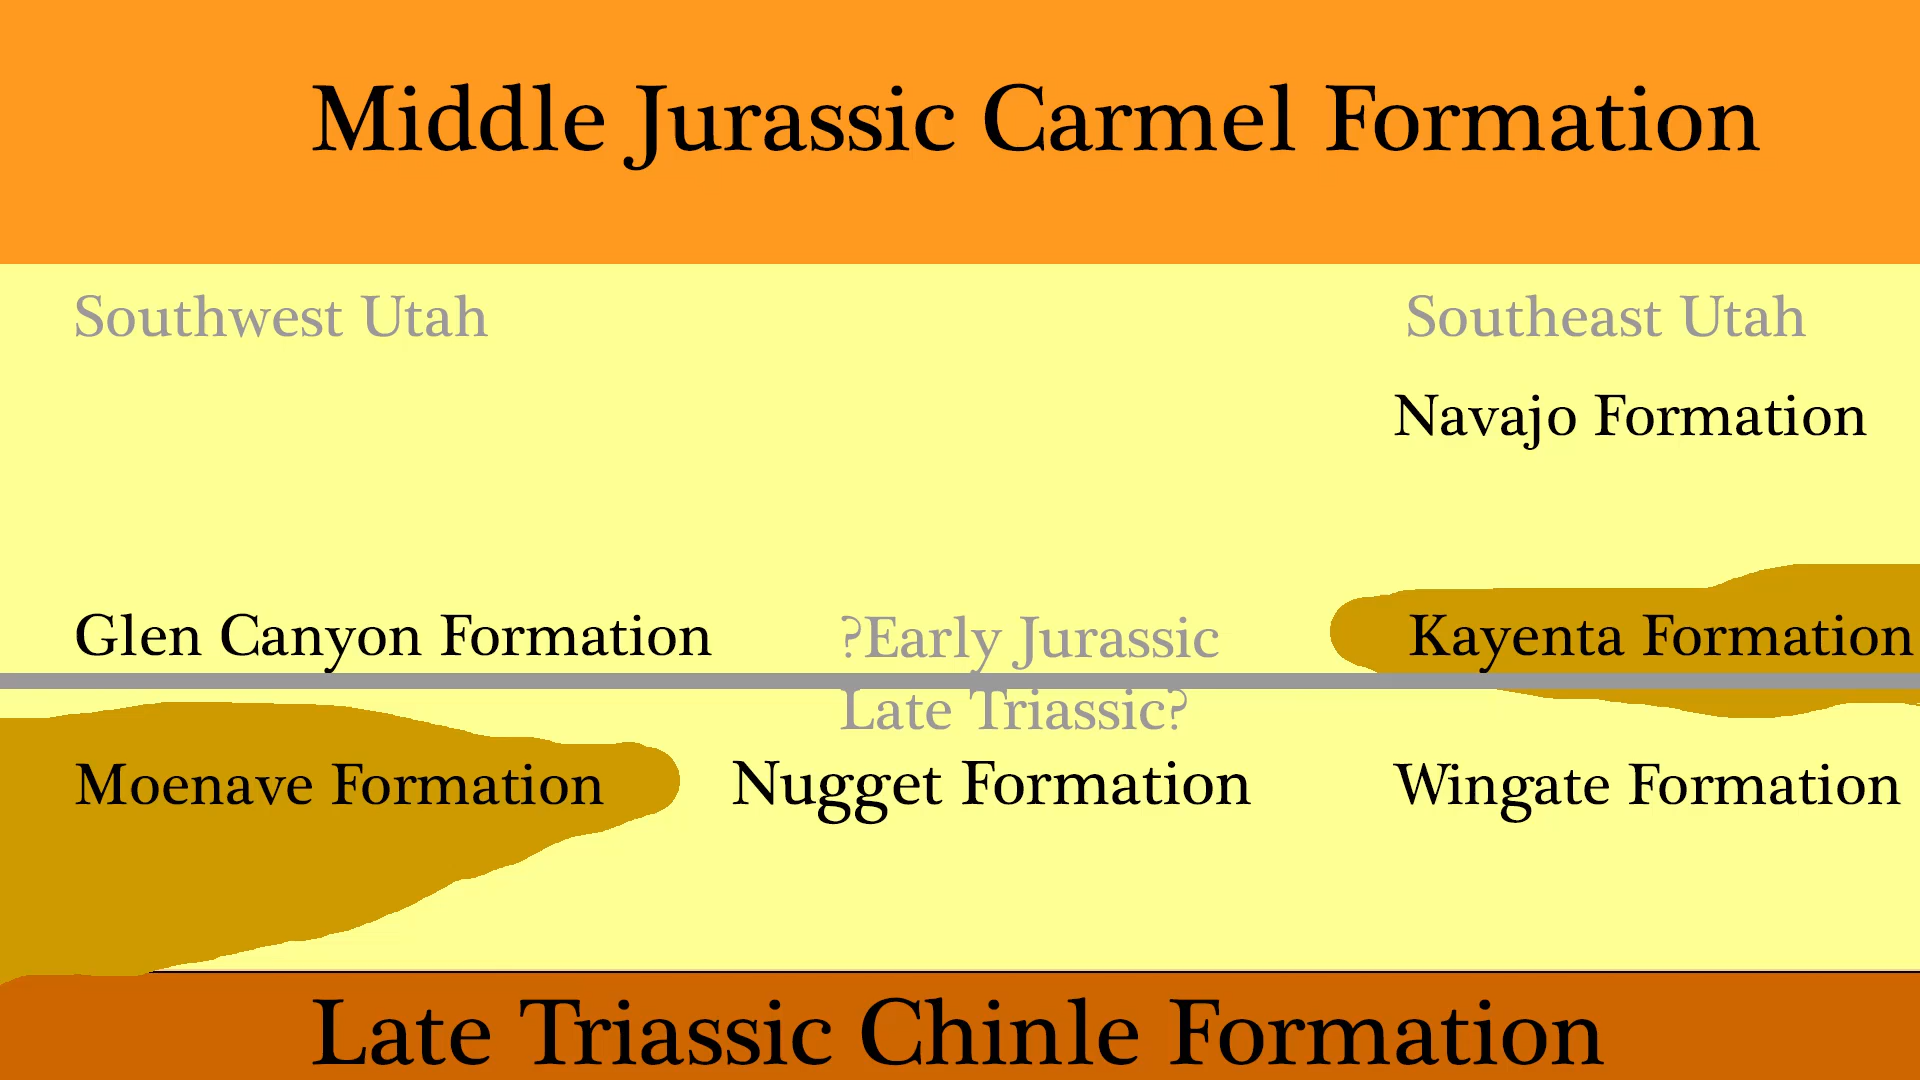 Middle Jurassic Carmel Formation
Southwest Utah
Southeast Utah
Navajo Formation
Glen Canyon Formation
?Early Jurassic
Kayenta Formation
Late Triassic?
Moenave Formation
Nugget Formation
Wingate Formation
Late Triassic Chinle Formation